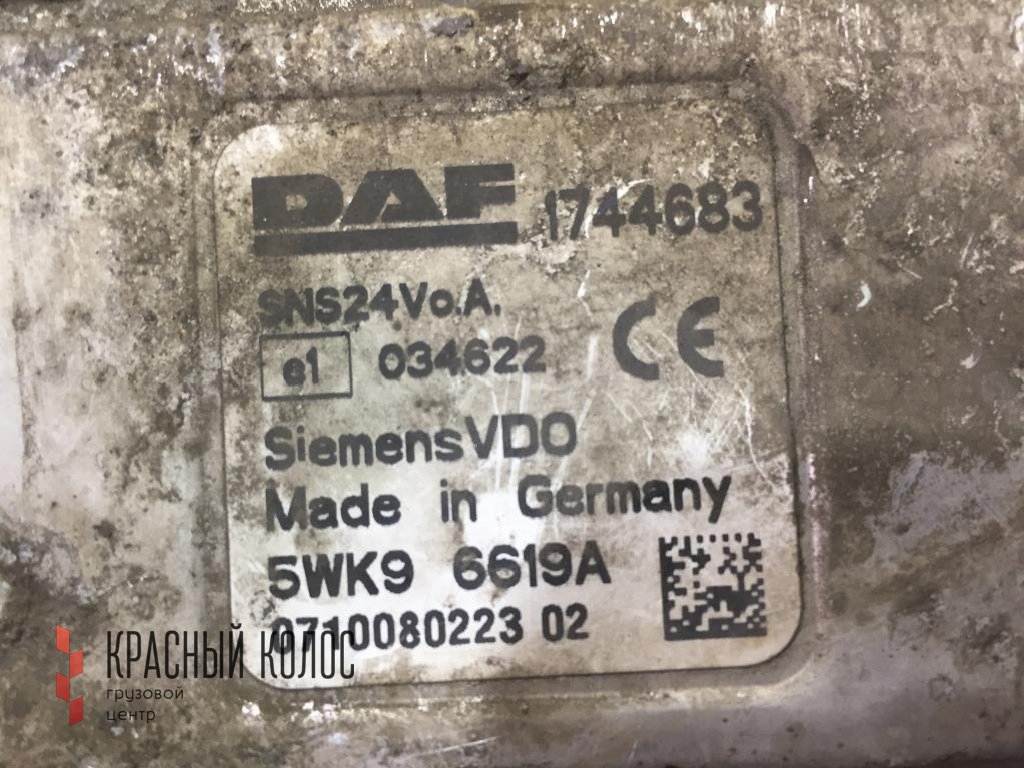 DAF 1744683
SNS24Vo.A.
e1 034622 CE
SiemensVDO
Made in Germany
5WK9 6619A
0710080223 02
КРАСНЫЙ КОЛОС
грузовой
центр